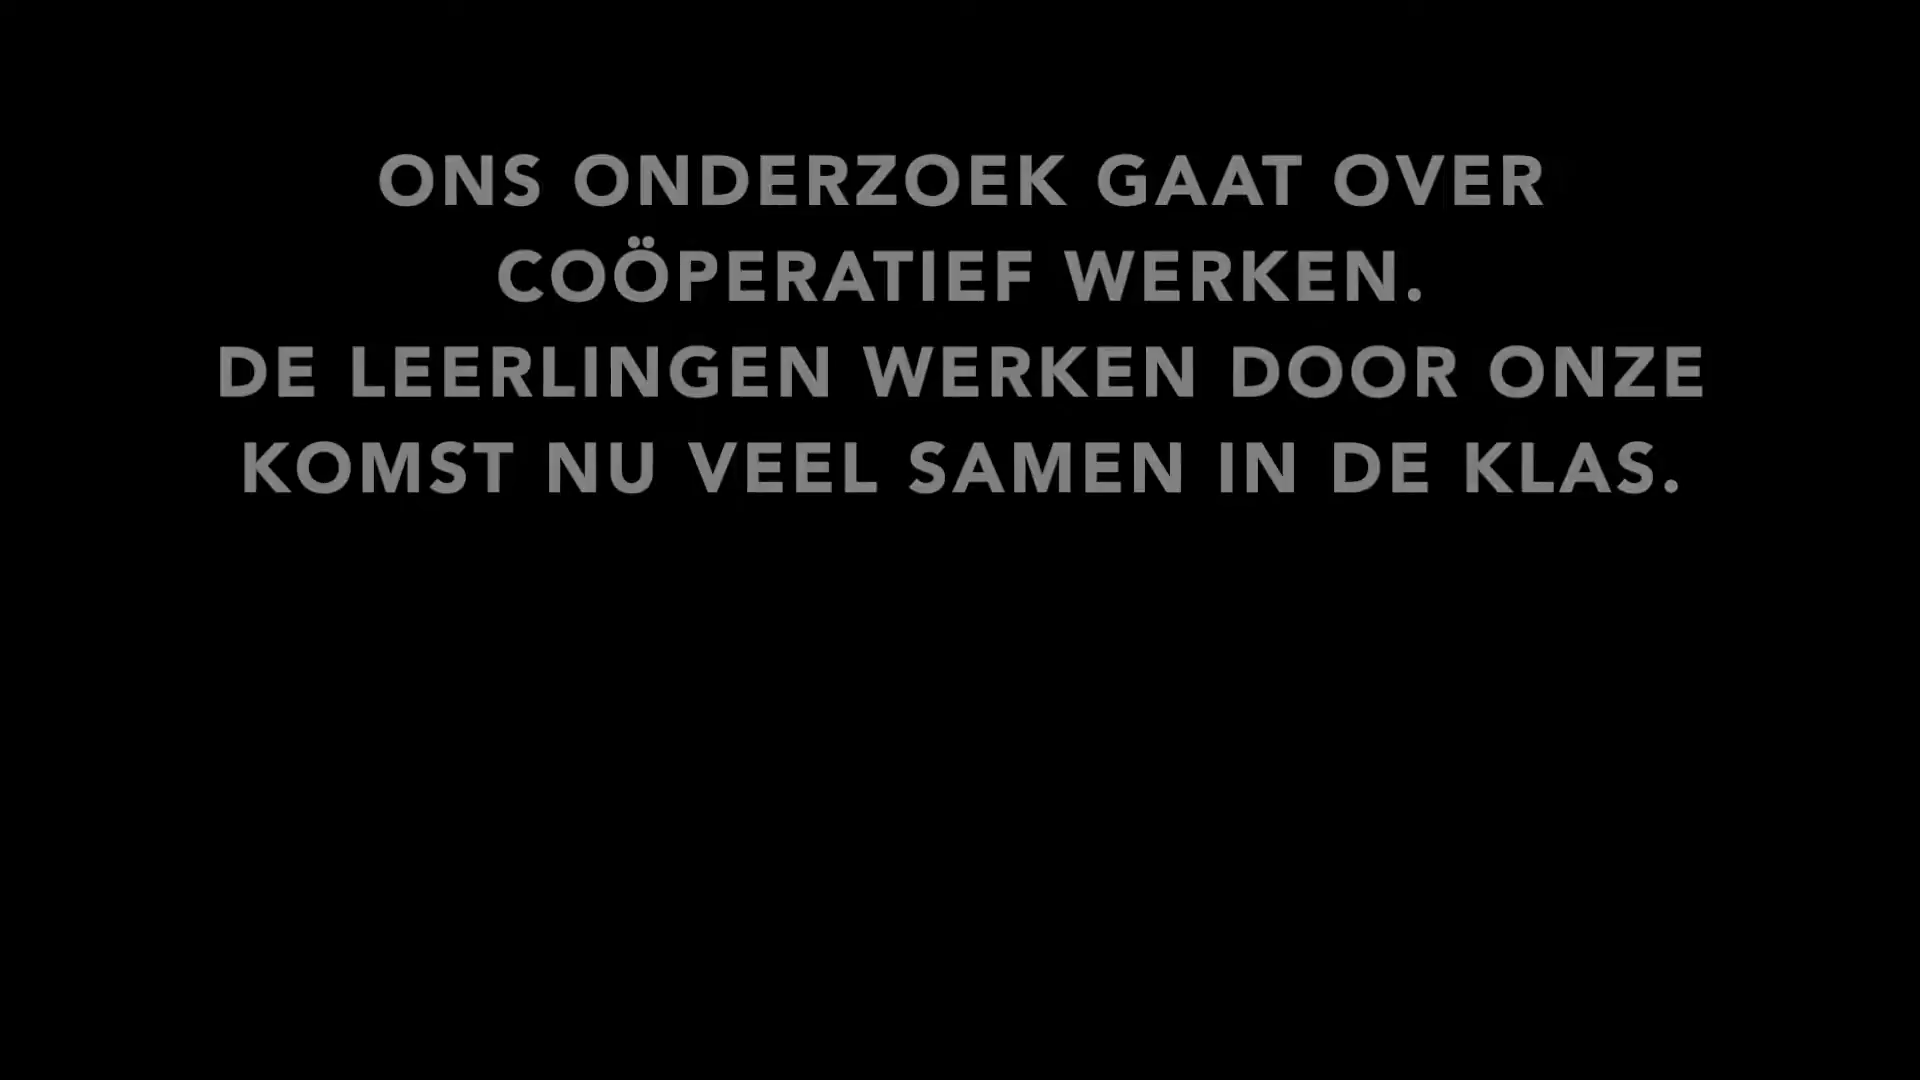 ONS ONDERZOEK GAAT OVER
COÖPERATIEF WERKEN.
DE LEERLINGEN WERKEN DOOR ONZE
KOMST NU VEEL SAMEN IN DE KLAS.